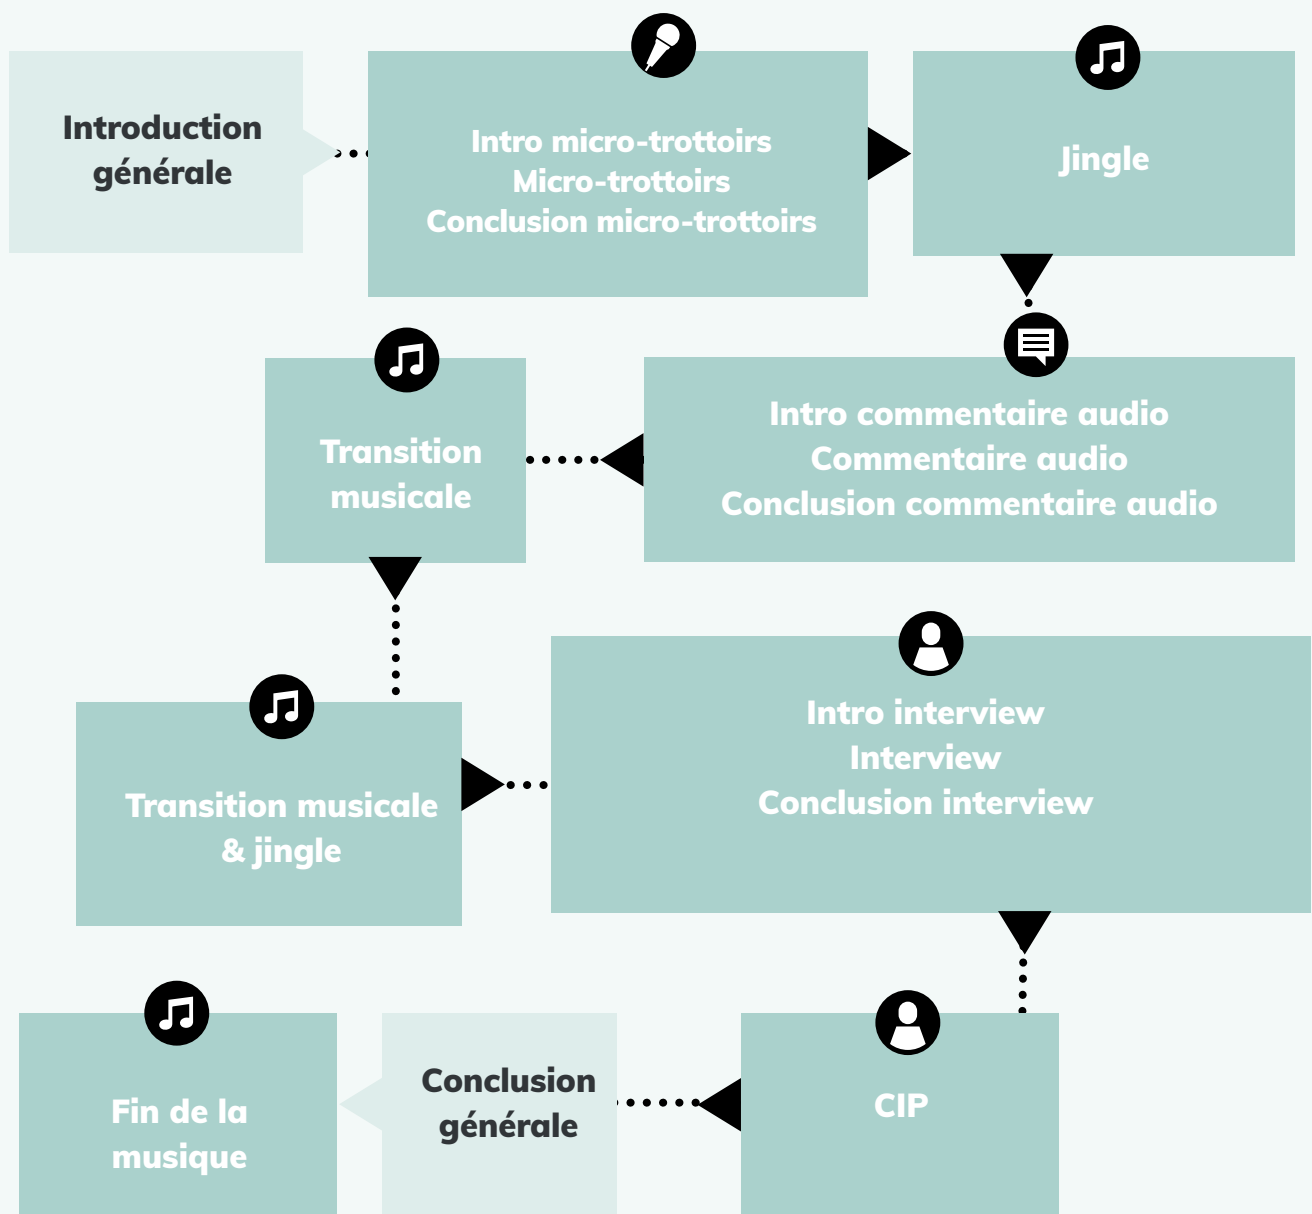 Introduction
générale
Intro micro-trottoirs
Micro-trottoirs
Conclusion micro-trottoirs
Jingle
Intro commentaire audio
Commentaire audio
Conclusion commentaire audio
Transition
musicale
Transition musicale
& jingle
Intro interview
Interview
Conclusion interview
CIP
Conclusion
générale
Fin de la
musique